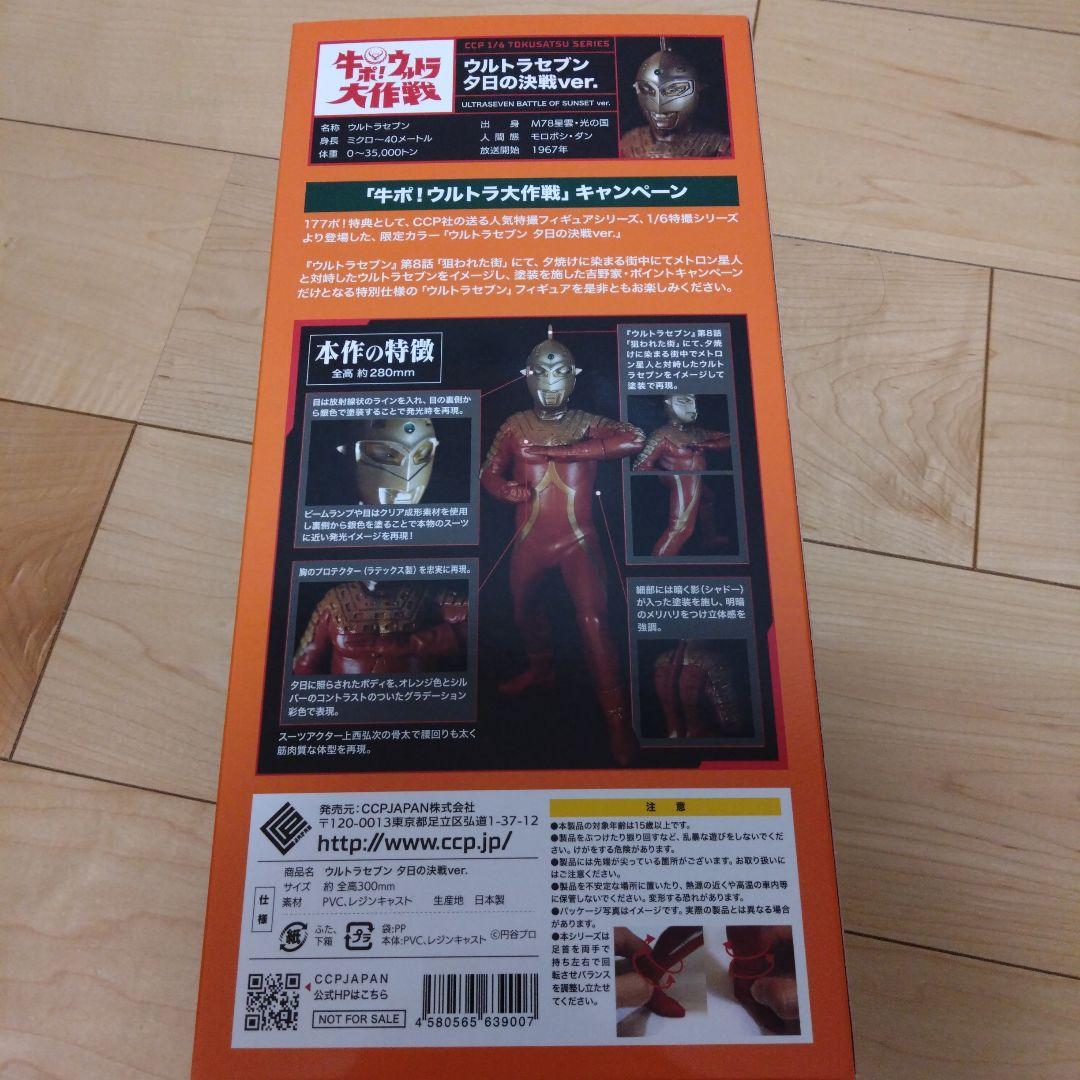 牛ポ!ウルトラ
大作戦
CCP 1/6 TOKUSATSU SERIES
ウルトラセブン
夕日の決戦ver.
ULTRASEVEN BATTLE OF SUNSET ver.
名称 ウルトラセブン
身長 ミクロ〜40メートル
体重 0〜35,000トン
出身 M78星雲・光の国
人間態 モロボシ・ダン
放送開始 1967年
「牛ポ!ウルトラ大作戦」キャンペーン
177ポ!特典として、CCP社の送る人気特撮フィギュアシリーズ、1/6特撮シリーズ
より登場した、限定カラー「ウルトラセブン 夕日の決戦ver.」
『ウルトラセブン』第8話「狙われた街」にて、夕焼けに染まる街中にてメトロン星人
と対峙したウルトラセブンをイメージし、塗装を施した吉野家・ポイントキャンペーン
だけとなる特別仕様の「ウルトラセブン」フィギュアを是非ともお楽しみください。
本作の特徴
全高 約280mm
目は放射線状のラインを入れ、目の裏側か
ら銀色で塗装することで発光時を再現。
ビームランプや目はクリア成形素材を使用
し裏側から銀色を塗ることで本物のスーツ
に近い発光イメージを再現!
胸のプロテクター(ラテックス製)を忠実に再現。
夕日に照らされたボディを、オレンジ色とシル
バーのコントラストのついたグラデーション
彩色で表現。
スーツアクター上西弘次の骨太で腰回りも太く
筋肉質な体型を再現。
『ウルトラセブン』第8話
「狙われた街」にて、夕焼
けに染まる街中でメトロ
ン星人と対峙したウルト
ラセブンをイメージして
塗装で再現。
細部には暗く影(シャドー)
が入った塗装を施し、明暗
のメリハリをつけ立体感を
強調。
CCP JAPAN
発売元:CCPJAPAN株式会社
〒120-0013東京都足立区弘道1-37-12
http://www.ccp.jp/
仕様
商品名 ウルトラセブン 夕日の決戦ver.
サイズ 約 全高300mm
素材 PVC、レジンキャスト 生産地 日本製
紙 ふた、
下箱
プラ 袋:PP
本体:PVC、レジンキャスト ©円谷プロ
CCPJAPAN
公式HPはこちら
NOT FOR SALE
4 580565 639007
注意
●本製品の対象年齢は15歳以上です。
●製品をぶつけたり振り回すなど、乱暴な遊びをしないでくだ
さい。けがをする危険があります。
●製品には先端が尖っている箇所がございます。お取り扱いに
はご注意ください。
●製品を不安定な場所に置いたり、熱源の近くや高温の車内等
に保管しないでください。変形する恐れがあります。
●パッケージ写真はイメージです。実際の製品とは異なる場合
があります。
●本シリーズは
足首を両手で
持ち左右で回
転させバランス
を調整し立たせ
てください。